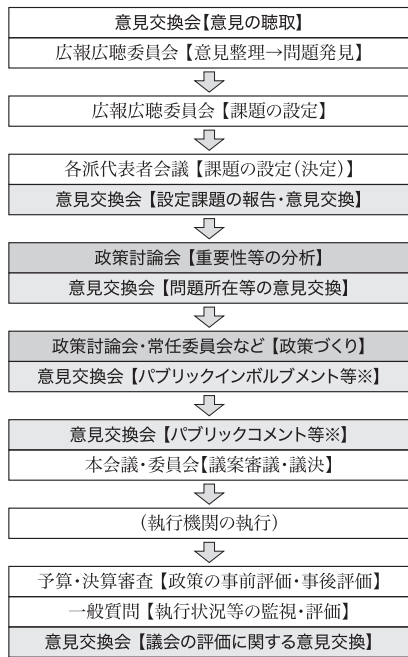 意見交換会【意見の聴取】
広報広聴委員会【意見整理→問題発見】
広報広聴委員会【課題の設定】
各派代表者会議【課題の設定(決定)】
意見交換会【設定課題の報告・意見交換】
政策討論会【重要性等の分析】
意見交換会【問題所在等の意見交換】
政策討論会・常任委員会など【政策づくり】
意見交換会【パブリックインボルブメント等※】
意見交換会【パブリックコメント等※】
本会議・委員会【議案審議・議決】
(執行機関の執行)
予算・決算審査【政策の事前評価・事後評価】
一般質問【執行状況等の監視・評価】
意見交換会【議会の評価に関する意見交換】